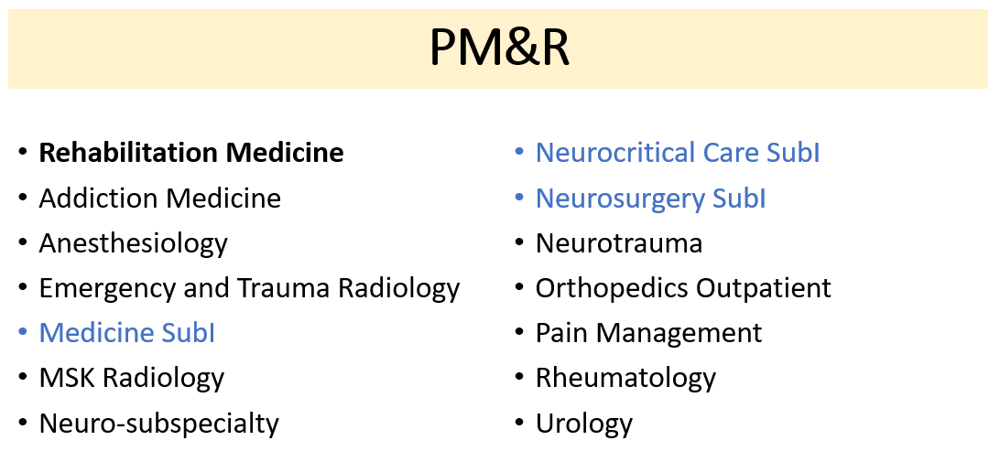 PM&R
• Rehabilitation Medicine
• Addiction Medicine
• Anesthesiology
• Emergency and Trauma Radiology
• Medicine SubI
• MSK Radiology
• Neuro-subspecialty
• Neurocritical Care SubI
• Neurosurgery SubI
• Neurotrauma
• Orthopedics Outpatient
• Pain Management
• Rheumatology
• Urology